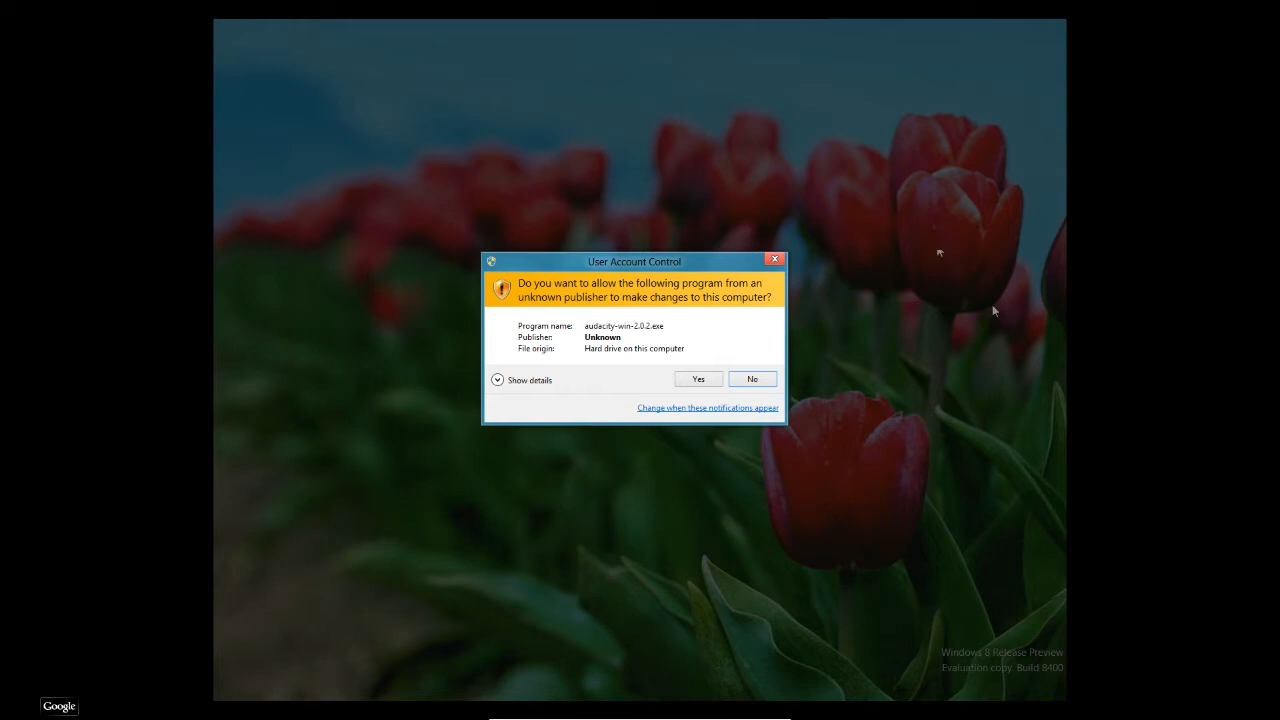 User Account Control
Do you want to allow the following program from an
unknown publisher to make changes to this computer?
Program name: audacity-win-2.0.2.exe
Publisher: Unknown
File origin: Hard drive on this computer
Show details
Yes
No
Change when these notifications appear
Windows 8 Release Preview
Evaluation copy. Build 8400
Google